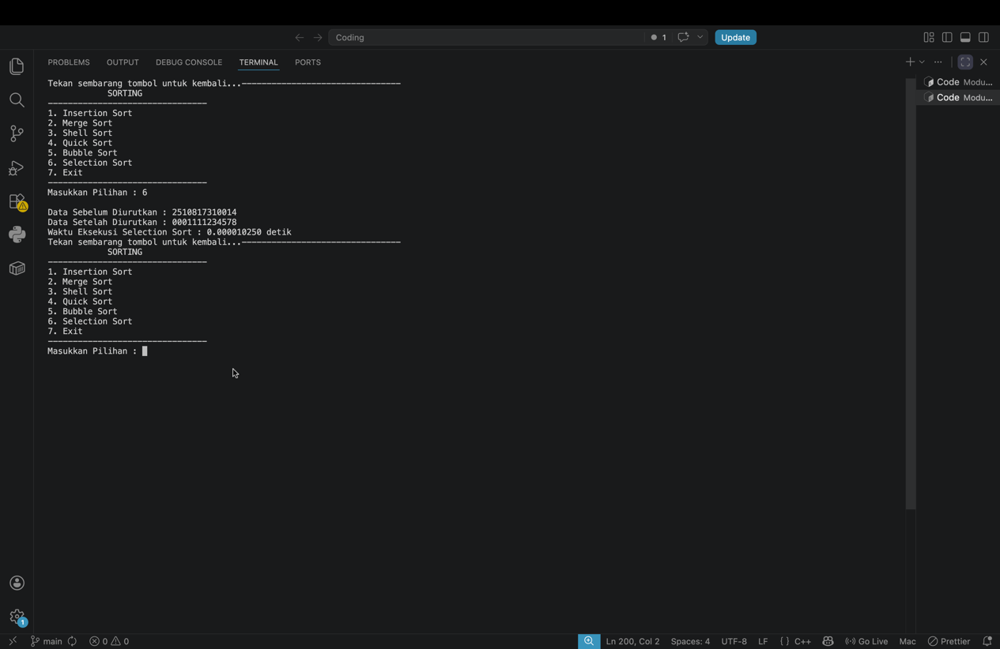 Coding
1
Update
PROBLEMS OUTPUT DEBUG CONSOLE TERMINAL PORTS
Tekan sembarang tombol untuk kembali...--------------------------------
SORTING
--------------------------------
1. Insertion Sort
2. Merge Sort
3. Shell Sort
4. Quick Sort
5. Bubble Sort
6. Selection Sort
7. Exit
--------------------------------
Masukkan Pilihan : 6
Data Sebelum Diurutkan : 2510817310014
Data Setelah Diurutkan : 0001111234578
Waktu Eksekusi Selection Sort : 0.000010250 detik
Tekan sembarang tombol untuk kembali...--------------------------------
SORTING
--------------------------------
1. Insertion Sort
2. Merge Sort
3. Shell Sort
4. Quick Sort
5. Bubble Sort
6. Selection Sort
7. Exit
--------------------------------
Masukkan Pilihan :
Code Modu...
Code Modu...
1
main 0 0 Ln 200, Col 2 Spaces: 4 UTF-8 LF { } C++ Go Live Mac Prettier